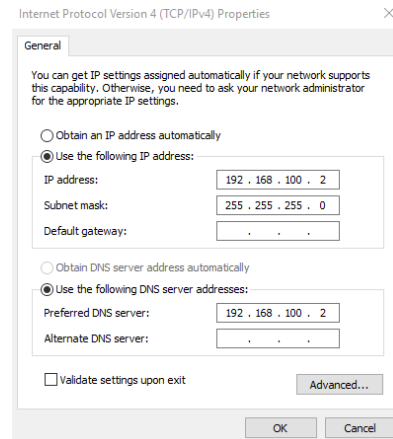 Internet Protocol Version 4 (TCP/IPv4) Properties
General
You can get IP settings assigned automatically if your network supports
this capability. Otherwise, you need to ask your network administrator
for the appropriate IP settings.
Obtain an IP address automatically
Use the following IP address:
IP address: 192 . 168 . 100 . 2
Subnet mask: 255 . 255 . 255 . 0
Default gateway: . . .
Obtain DNS server address automatically
Use the following DNS server addresses:
Preferred DNS server: 192 . 168 . 100 . 2
Alternate DNS server: . . .
Validate settings upon exit
Advanced...
OK Cancel